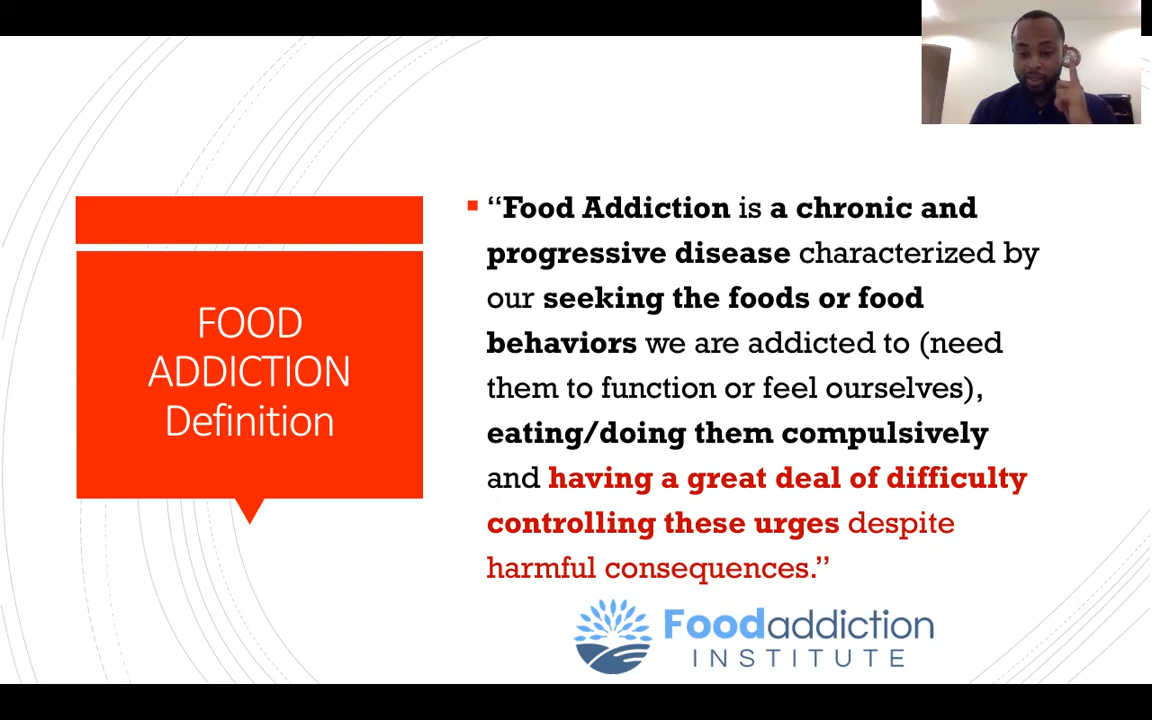 FOOD
ADDICTION
Definition
“Food Addiction is a chronic and
progressive disease characterized by
our seeking the foods or food
behaviors we are addicted to (need
them to function or feel ourselves),
eating/doing them compulsively
and having a great deal of difficulty
controlling these urges despite
harmful consequences.”
Foodaddiction
INSTITUTE